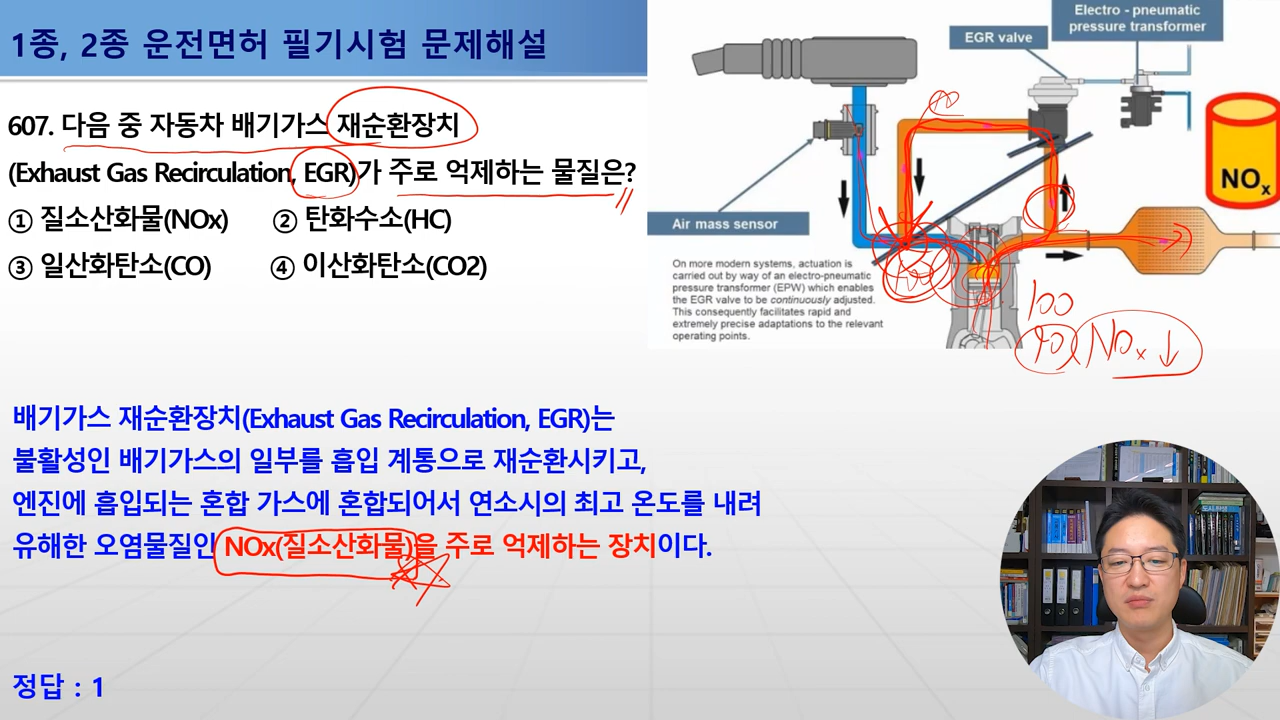 1종, 2종 운전면허 필기시험 문제해설
607. 다음 중 자동차 배기가스 재순환장치
(Exhaust Gas Recirculation, EGR)가 주로 억제하는 물질은?
① 질소산화물(NOx) ② 탄화수소(HC)
③ 일산화탄소(CO) ④ 이산화탄소(CO2)
Electro - pneumatic
pressure transformer
EGR valve
NOx
Air mass sensor
On more modern systems, actuation is
carried out by way of an electro-pneumatic
pressure transformer (EPW) which enables
the EGR valve to be continuously adjusted.
This consequently facilitates rapid and
extremely precise adaptations to the relevant
operating points.
100
NOx ↓
배기가스 재순환장치(Exhaust Gas Recirculation, EGR)는
불활성인 배기가스의 일부를 흡입 계통으로 재순환시키고,
엔진에 흡입되는 혼합 가스에 혼합되어서 연소시의 최고 온도를 내려
유해한 오염물질인 NOx(질소산화물)을 주로 억제하는 장치이다.
정답 : 1